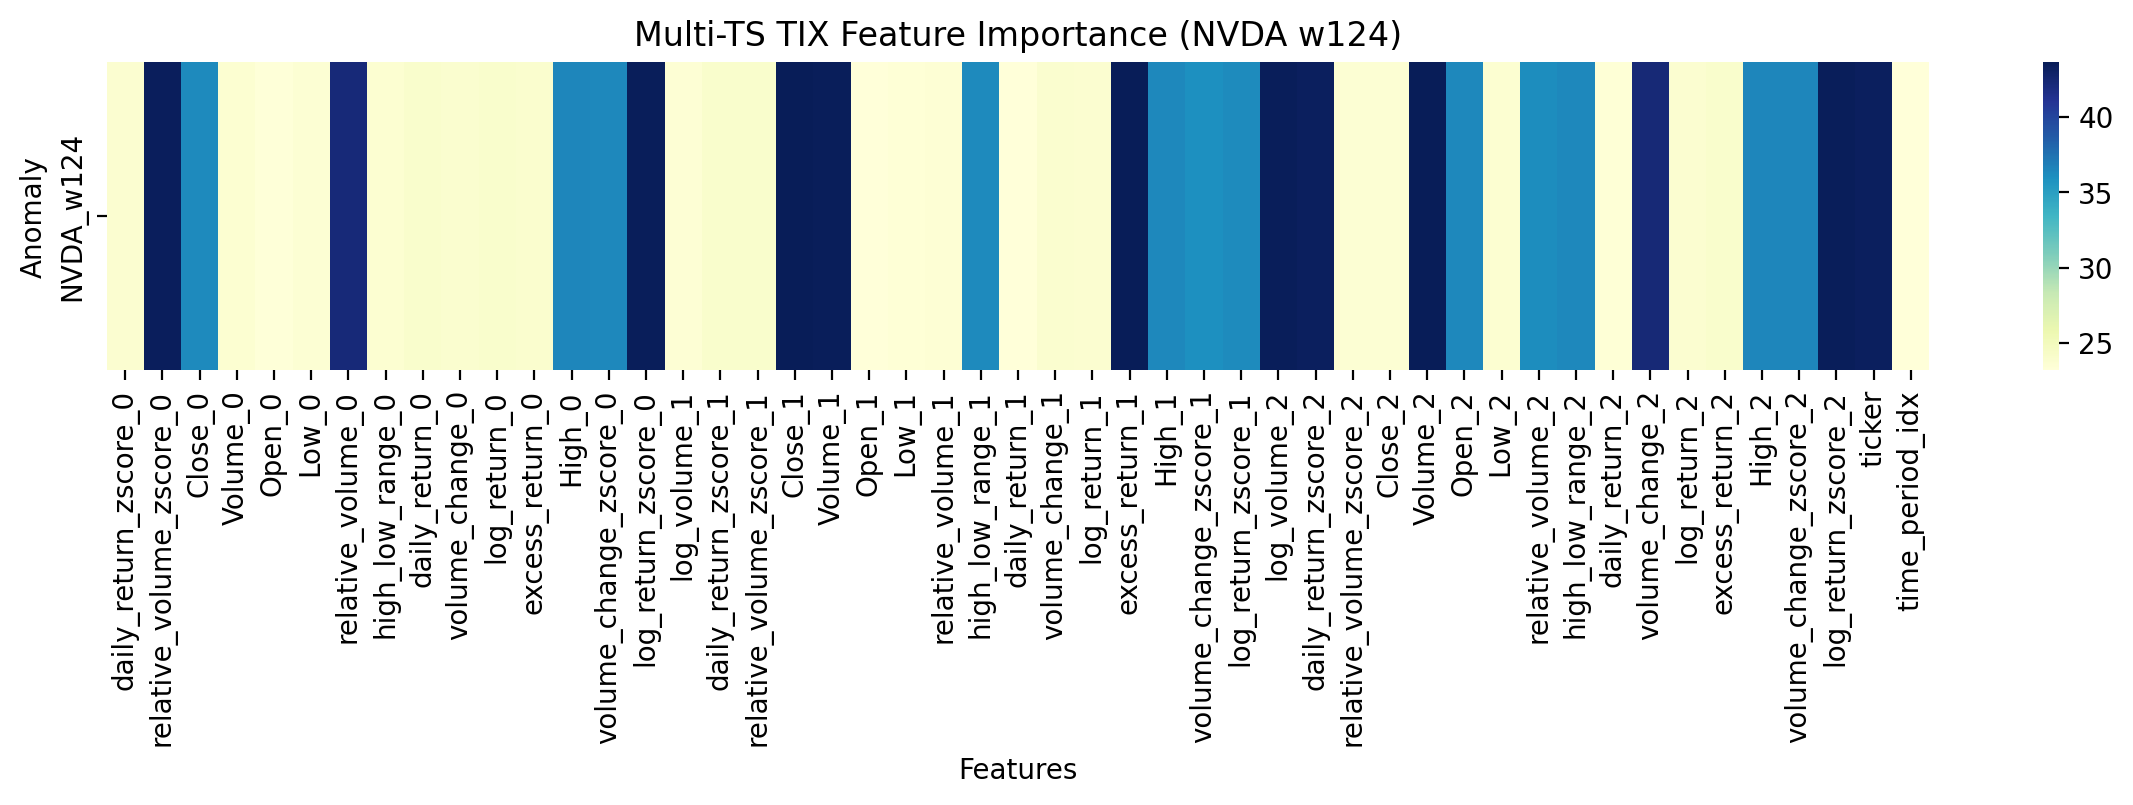 Multi-TS TIX Feature Importance (NVDA w124)
Anomaly
NVDA_w124
40
35
30
25
daily_return_zscore_0
relative_volume_zscore_0
Close_0
Volume_0
Open_0
Low_0
relative_volume_0
high_low_range_0
daily_return_0
volume_change_0
log_return_0
excess_return_0
High_0
volume_change_zscore_0
log_return_zscore_0
log_volume_1
daily_return_zscore_1
relative_volume_zscore_1
Close_1
Volume_1
Open_1
Low_1
relative_volume_1
high_low_range_1
daily_return_1
volume_change_1
log_return_1
excess_return_1
High_1
volume_change_zscore_1
log_return_zscore_1
log_volume_2
daily_return_zscore_2
relative_volume_zscore_2
Close_2
Volume_2
Open_2
Low_2
relative_volume_2
high_low_range_2
daily_return_2
volume_change_2
log_return_2
excess_return_2
High_2
volume_change_zscore_2
log_return_zscore_2
ticker
time_period_idx
Features